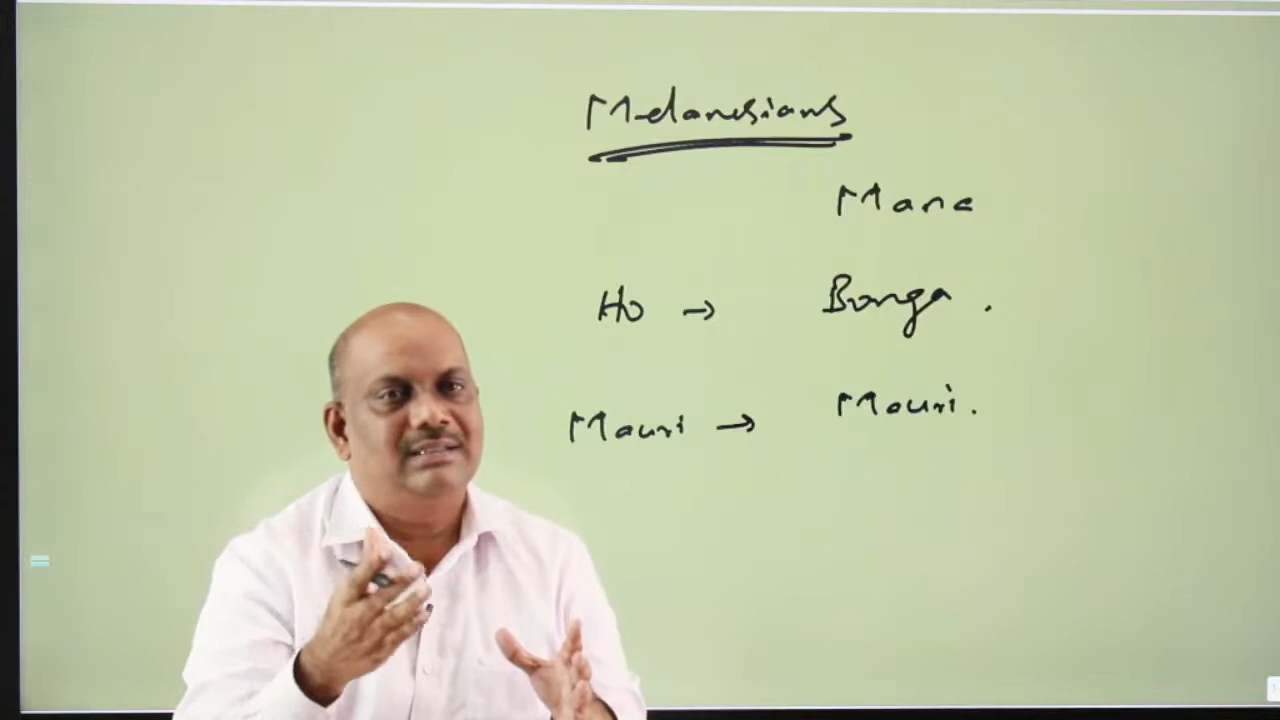 Melanesians
Mana
Ho → Bonga.
Mauri → Mauri.